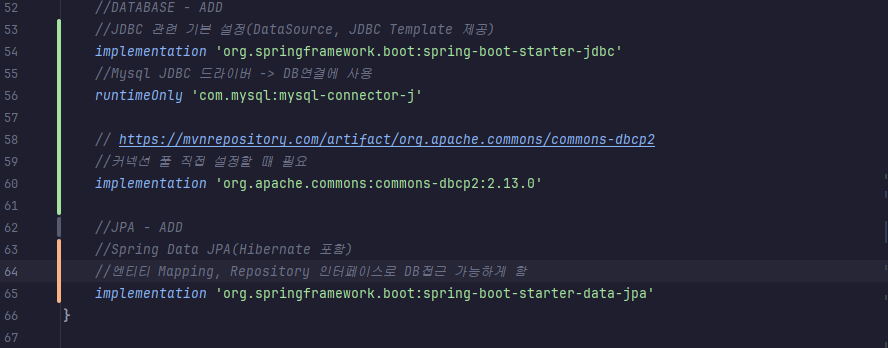 52 //DATABASE - ADD
53 //JDBC 관련 기본 설정(DataSource, JDBC Template 제공)
54 implementation 'org.springframework.boot:spring-boot-starter-jdbc'
55 //Mysql JDBC 드라이버 -> DB연결에 사용
56 runtimeOnly 'com.mysql:mysql-connector-j'
57
58 // https://mvnrepository.com/artifact/org.apache.commons/commons-dbcp2
59 //커넥션 풀 직접 설정할 때 필요
60 implementation 'org.apache.commons:commons-dbcp2:2.13.0'
61
62 //JPA - ADD
63 //Spring Data JPA(Hibernate 포함)
64 //엔티티 Mapping, Repository 인터페이스로 DB접근 가능하게 함
65 implementation 'org.springframework.boot:spring-boot-starter-data-jpa'
66 }
67